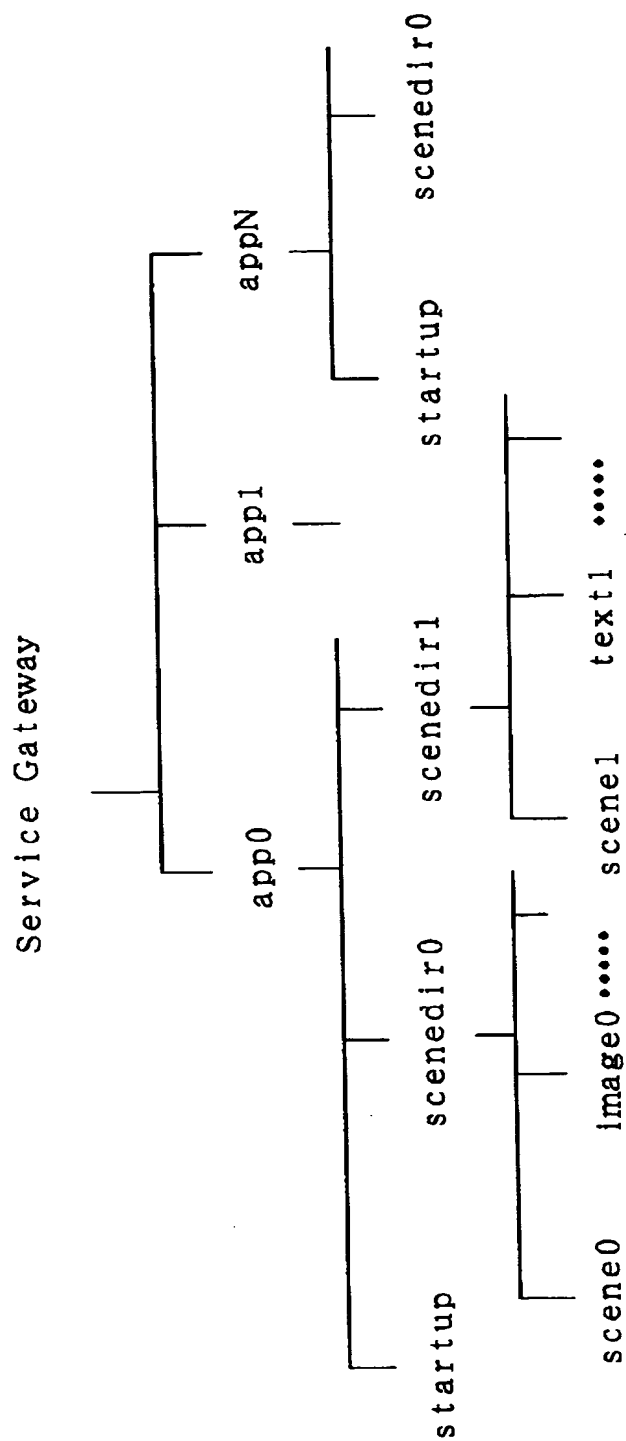 Service Gateway
app0 app1 appN
startup scenedir0 scenedir1 startup scenedir0
scene0 image0 ••••• scene1 text1 •••••